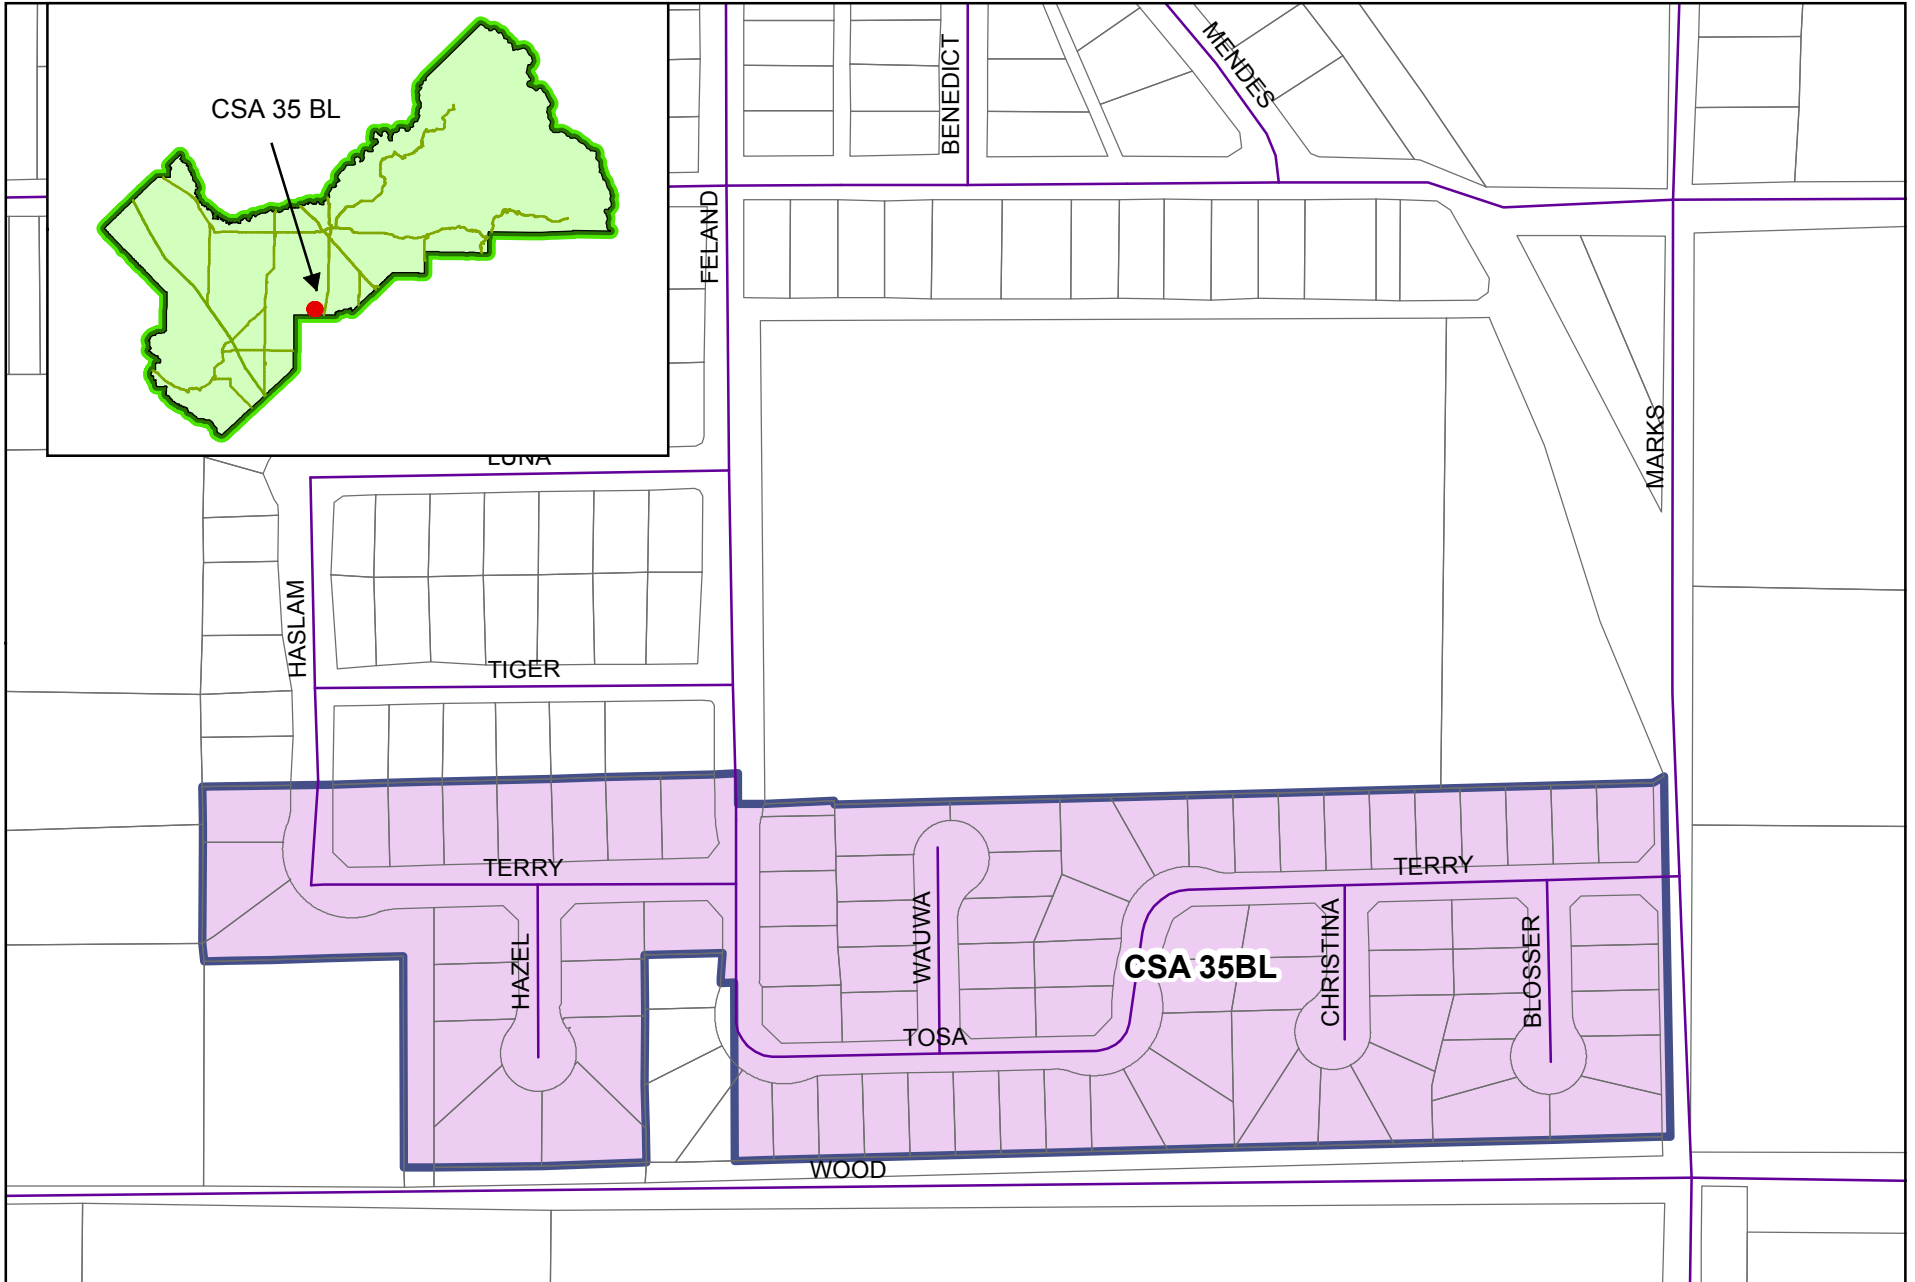 CSA 35 BL
BENEDICT
MENDES
FELAND
MARKS
LUNA
HASLAM
TIGER
TERRY
TERRY
HAZEL
WAUWA
CSA 35BL
CHRISTINA
BLOSSER
TOSA
WOOD